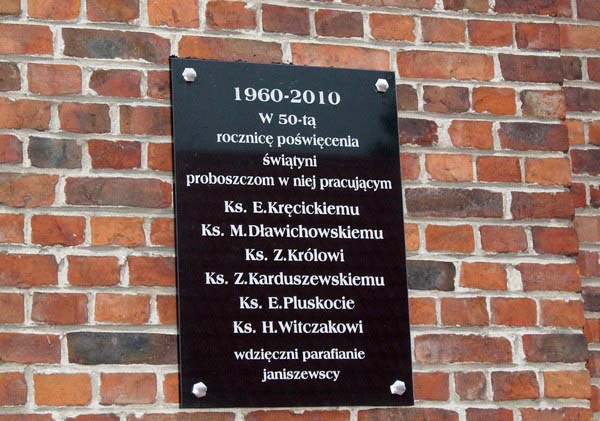 1960-2010
W 50-tą
rocznicę poświęcenia
świątyni
proboszczom w niej pracującym
Ks. E.Kręcickiemu
Ks. M.Dławichowskiemu
Ks. Z.Królowi
Ks. Z.Karduszewskiemu
Ks. E.Pluskocie
Ks. H.Witczakowi
wdzięczni parafianie
janiszewscy